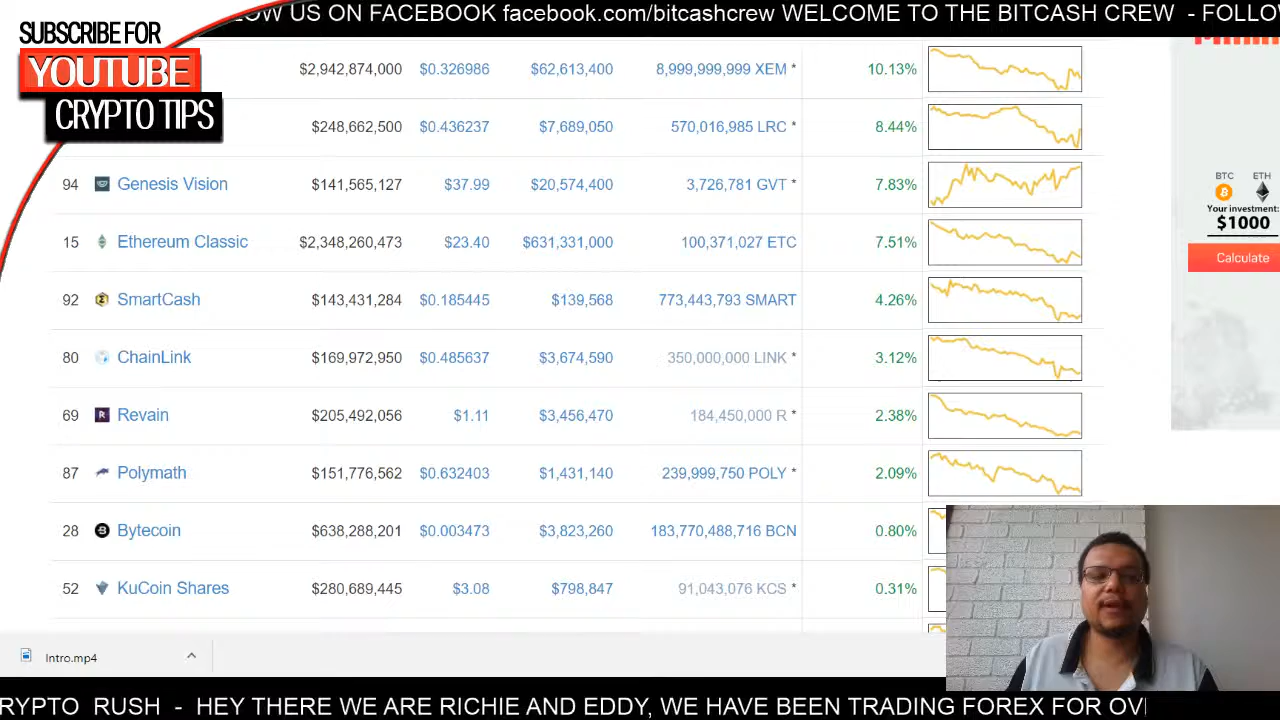 LOW US ON FACEBOOK facebook.com/bitcashcrew WELCOME TO THE BITCASH CREW - FOLLO
SUBSCRIBE FOR
YOUTUBE
CRYPTO TIPS
$2,942,874,000 $0.326986 $62,613,400 8,999,999,999 XEM * 10.13%
$248,662,500 $0.436237 $7,689,050 570,016,985 LRC * 8.44%
94 Genesis Vision $141,565,127 $37.99 $20,574,400 3,726,781 GVT * 7.83%
15 Ethereum Classic $2,348,260,473 $23.40 $631,331,000 100,371,027 ETC 7.51%
92 SmartCash $143,431,284 $0.185445 $139,568 773,443,793 SMART 4.26%
80 ChainLink $169,972,950 $0.485637 $3,674,590 350,000,000 LINK * 3.12%
69 Revain $205,492,056 $1.11 $3,456,470 184,450,000 R * 2.38%
87 Polymath $151,776,562 $0.632403 $1,431,140 239,999,750 POLY * 2.09%
28 Bytecoin $638,288,201 $0.003473 $3,823,260 183,770,488,716 BCN 0.80%
52 KuCoin Shares $280,689,445 $3.08 $798,847 91,043,076 KCS * 0.31%
BTC ETH
Your investment:
$1000
Calculate
Intro.mp4
RYPTO RUSH - HEY THERE WE ARE RICHIE AND EDDY, WE HAVE BEEN TRADING FOREX FOR OV